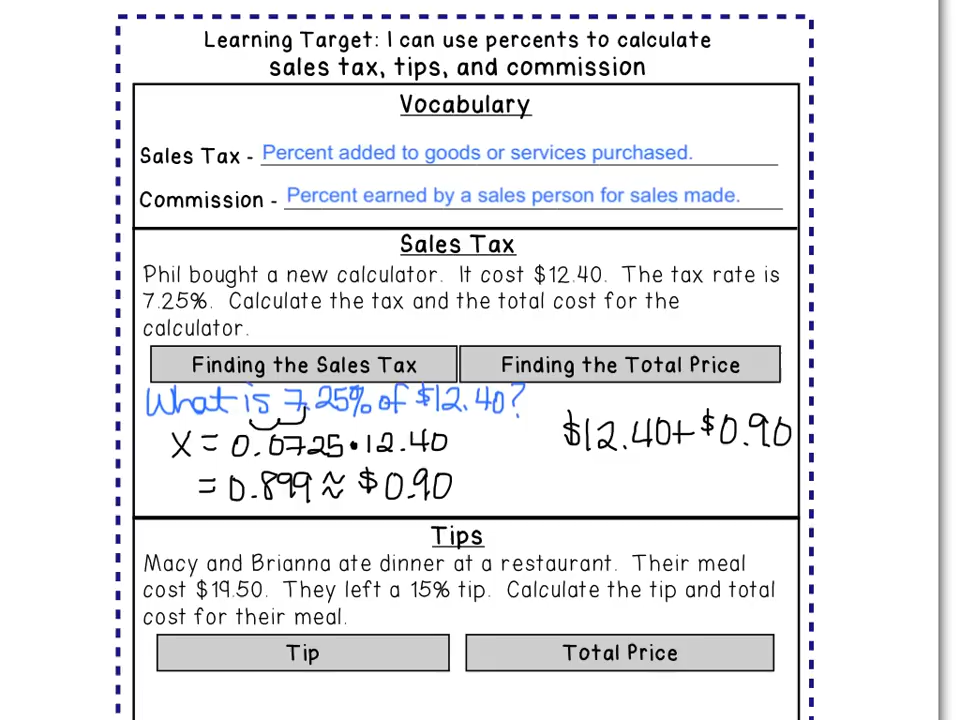 Learning Target: I can use percents to calculate
sales tax, tips, and commission
Vocabulary
Sales Tax - Percent added to goods or services purchased.
Commission - Percent earned by a sales person for sales made.
Sales Tax
Phil bought a new calculator. It cost $12.40. The tax rate is
7.25%. Calculate the tax and the total cost for the
calculator.
Finding the Sales Tax
What is 7.25% of $12.40?
X = 0.0725 • 12.40
= 0.899 ≈ $0.90
Finding the Total Price
$12.40 + $0.90
Tips
Macy and Brianna ate dinner at a restaurant. Their meal
cost $19.50. They left a 15% tip. Calculate the tip and total
cost for their meal.
Tip
Total Price